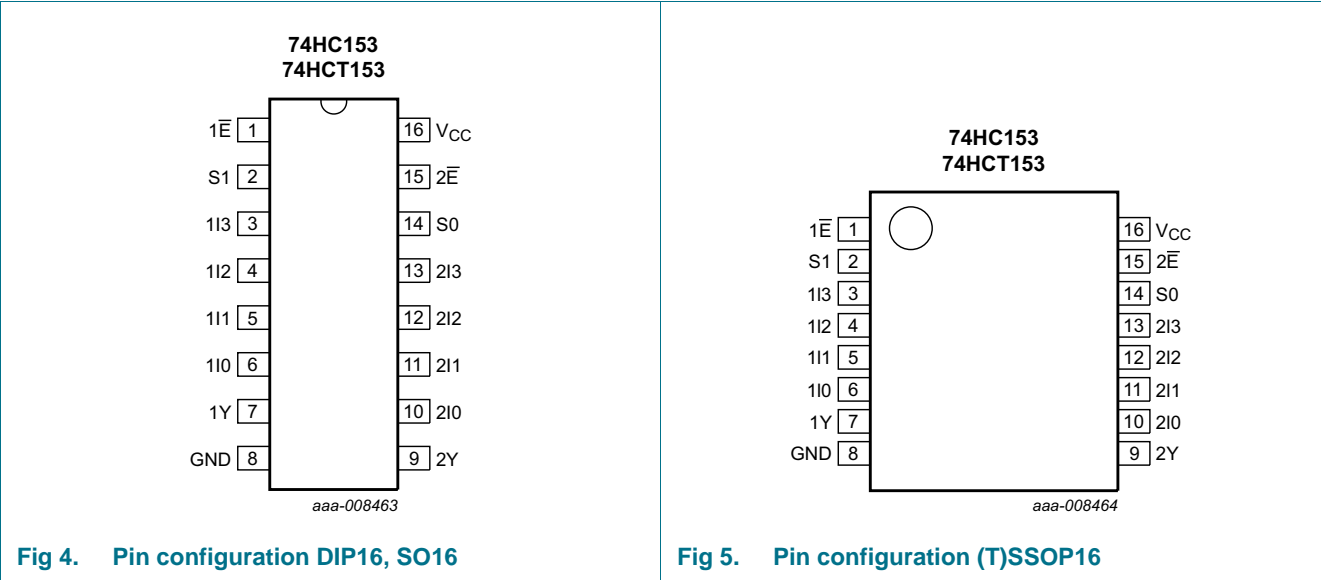 74HC153
74HCT153
1E̅ 1
16 VCC
S1 2
15 2E̅
1I3 3
14 S0
1I2 4
13 2I3
1I1 5
12 2I2
1I0 6
11 2I1
1Y 7
10 2I0
GND 8
9 2Y
aaa-008463
Fig 4. Pin configuration DIP16, SO16
74HC153
74HCT153
1E̅ 1
16 VCC
S1 2
15 2E̅
1I3 3
14 S0
1I2 4
13 2I3
1I1 5
12 2I2
1I0 6
11 2I1
1Y 7
10 2I0
GND 8
9 2Y
aaa-008464
Fig 5. Pin configuration (T)SSOP16